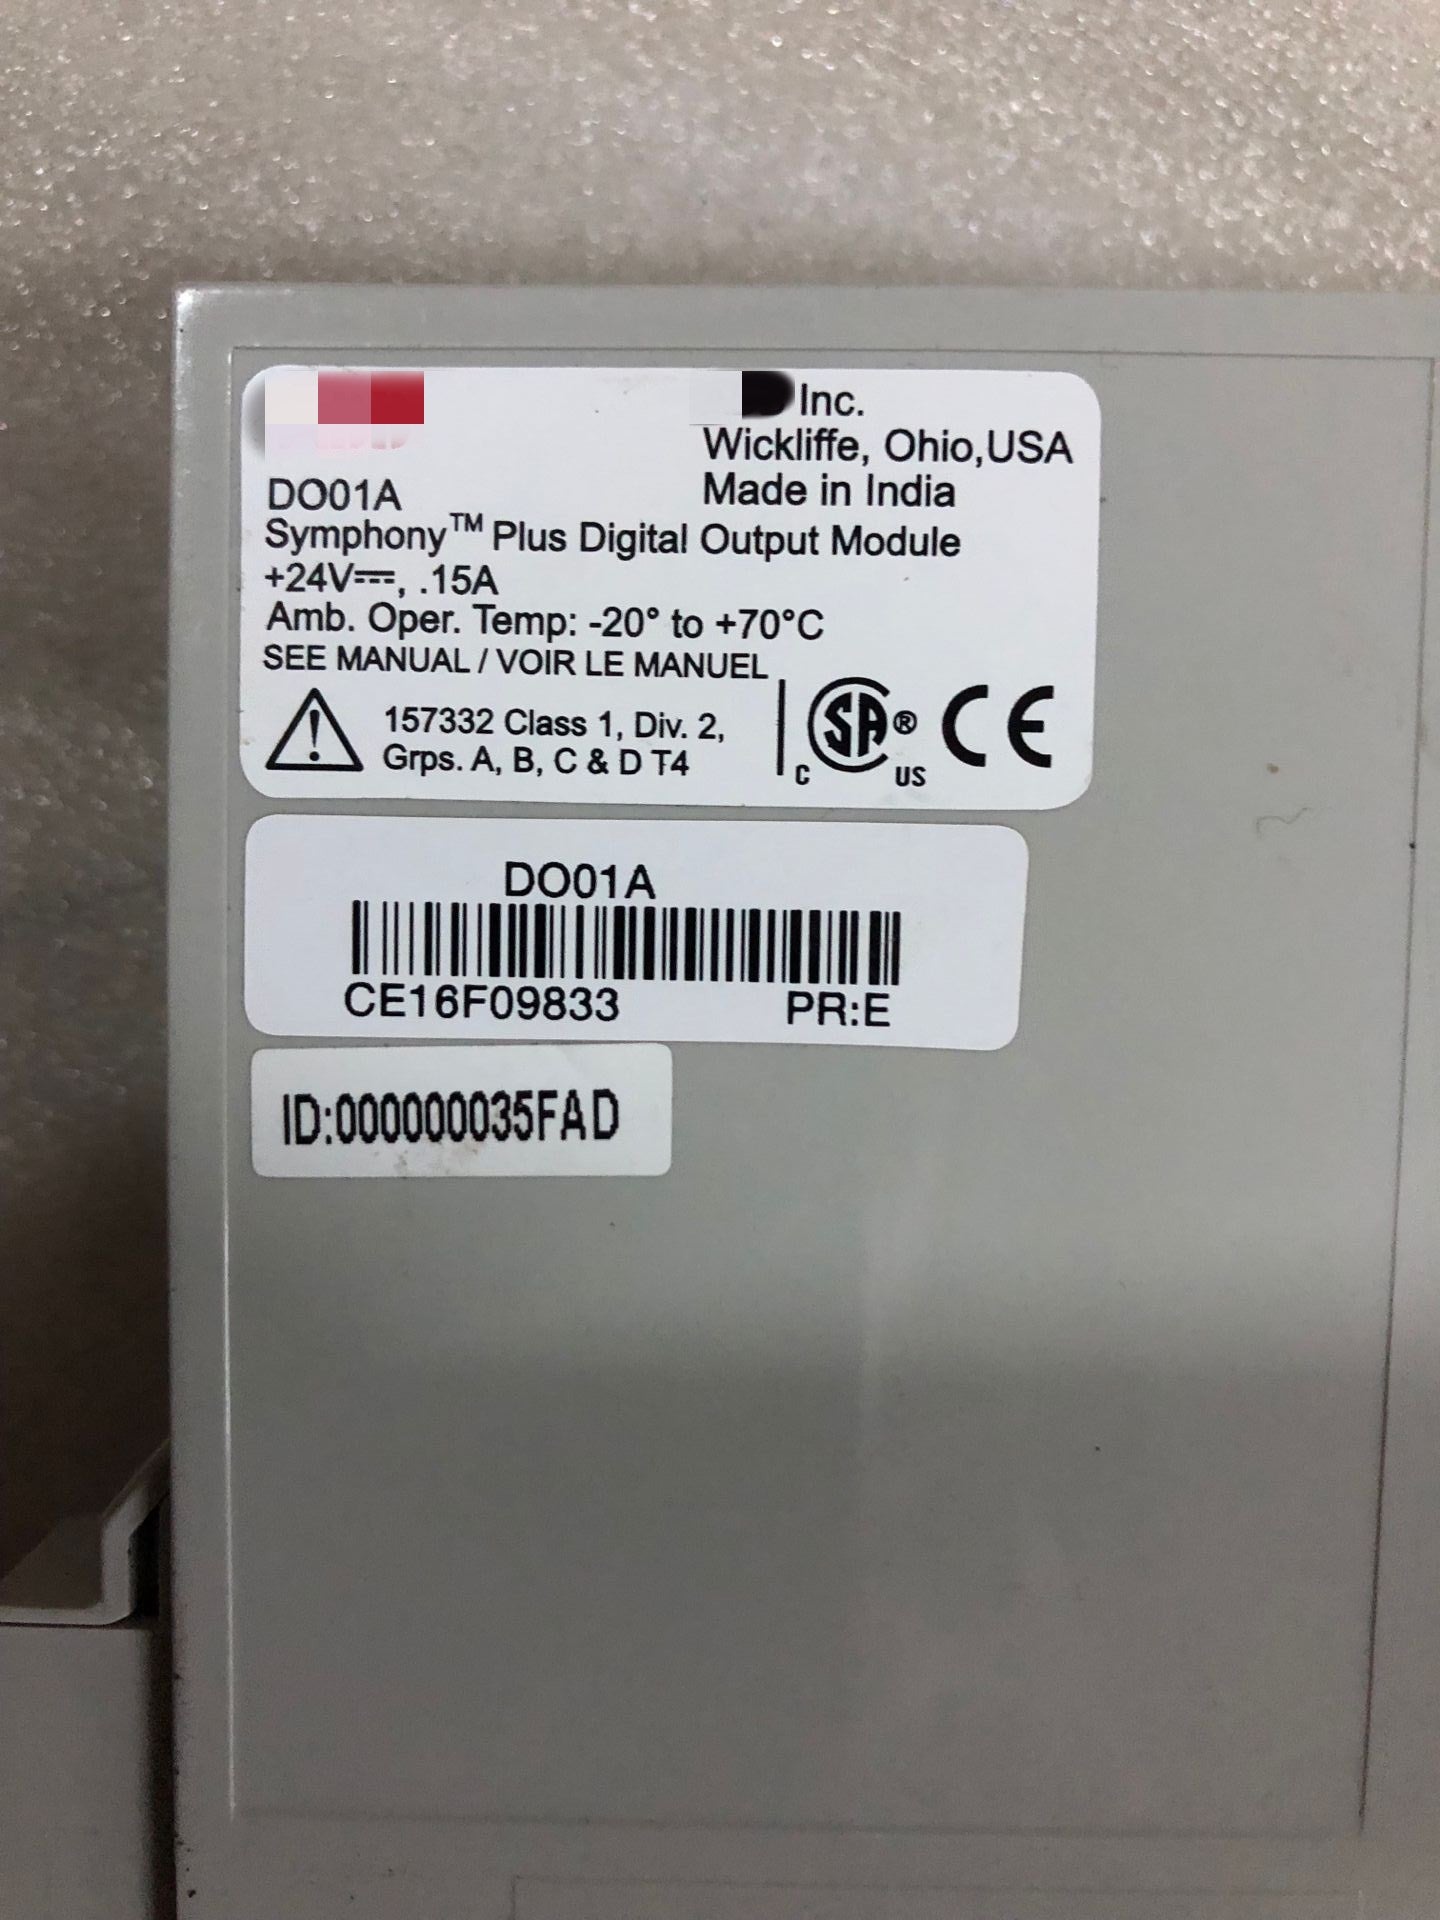 Inc.
Wickliffe, Ohio,USA
Made in India
DO01A
Symphony™ Plus Digital Output Module
+24V⎓, .15A
Amb. Oper. Temp: -20° to +70°C
SEE MANUAL / VOIR LE MANUEL
157332 Class 1, Div. 2,
Grps. A, B, C & D T4
C SA® US CE
DO01A
CE16F09833 PR:E
ID:000000035FAD